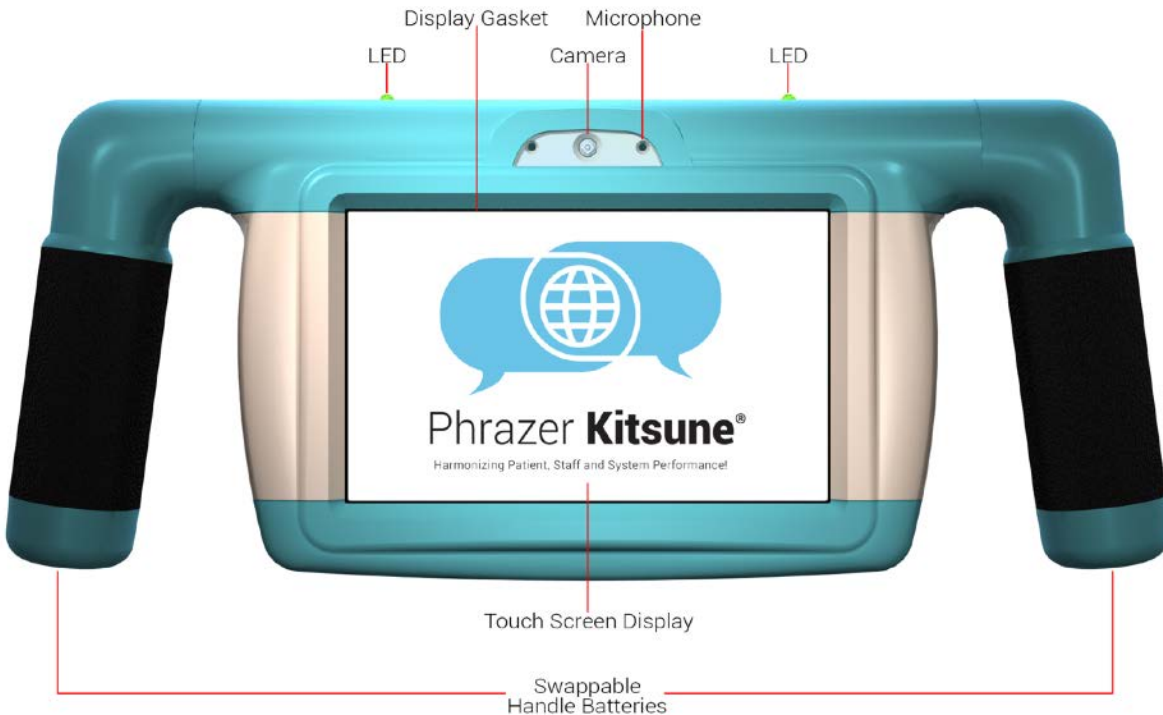 Display Gasket Microphone
LED Camera LED
Phrazer Kitsune®
Harmonizing Patient, Staff and System Performance!
Touch Screen Display
Swappable
Handle Batteries